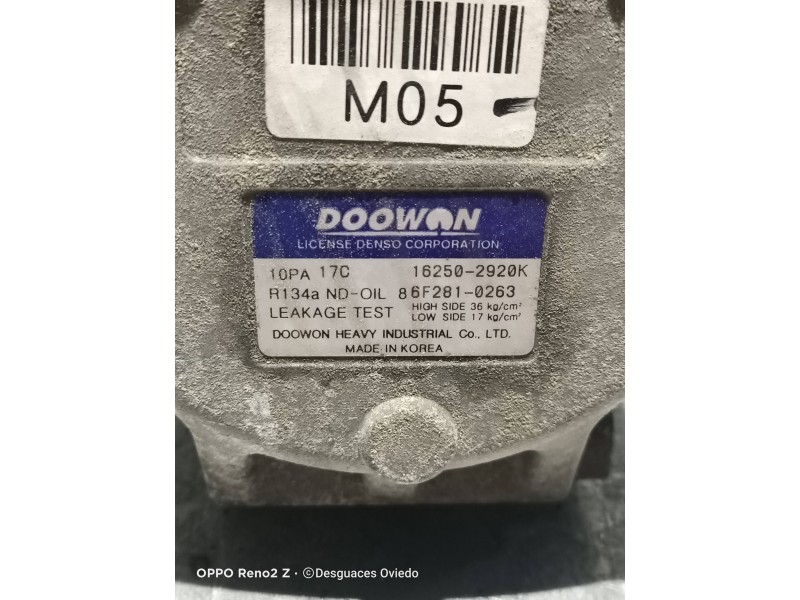 M05
DOOWON
LICENSE DENSO CORPORATION
10PA 17C 16250-2920K
R134a ND-OIL 8 6F281-0263
LEAKAGE TEST HIGH SIDE 36 kg/cm²
LOW SIDE 17 kg/cm²
DOOWON HEAVY INDUSTRIAL Co., LTD.
MADE IN KOREA
OPPO Reno2 Z · ©Desguaces Oviedo